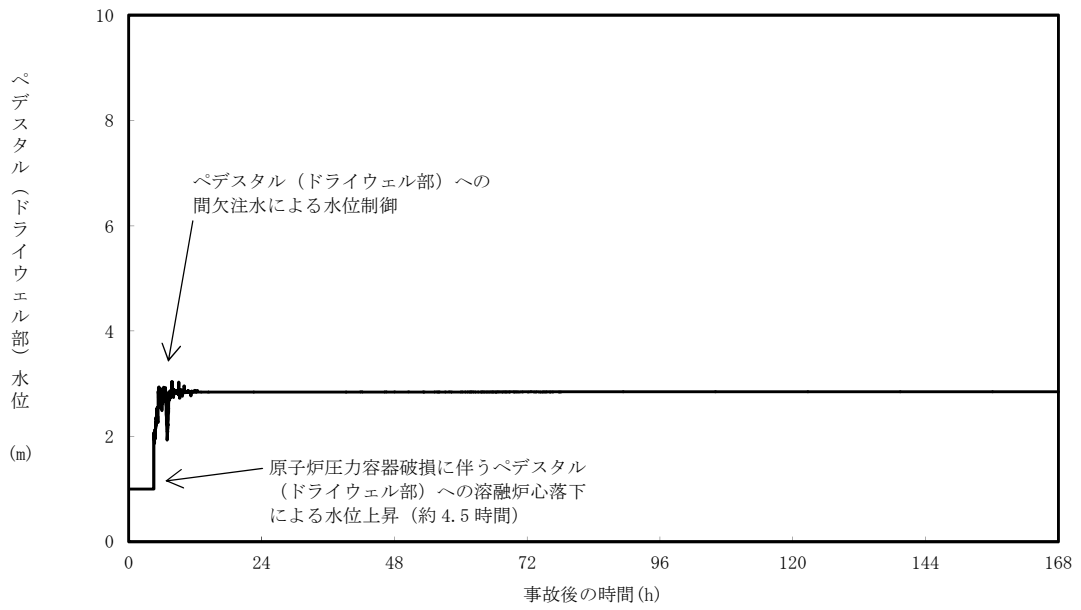 ペデスタル（ドライウェル部）水位 (m)
10
8
6
4
2
0
ペデスタル（ドライウェル部）への
間欠注水による水位制御
原子炉圧力容器破損に伴うペデスタル
（ドライウェル部）への溶融炉心落下
による水位上昇（約 4.5 時間）
0 24 48 72 96 120 144 168
事故後の時間(h)